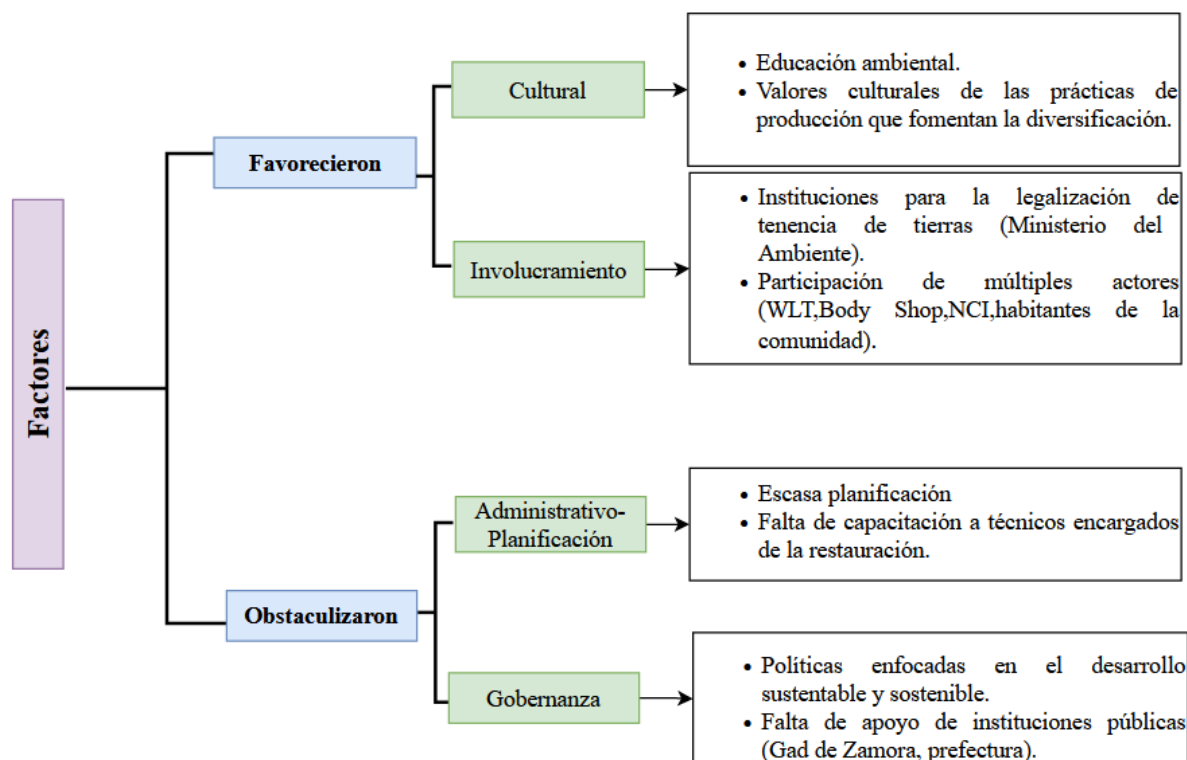 Factores
Favorecieron
Cultural
• Educación ambiental.
• Valores culturales de las prácticas de
producción que fomentan la diversificación.
Involucramiento
• Instituciones para la legalización de
tenencia de tierras (Ministerio del
Ambiente).
• Participación de múltiples actores
(WLT,Body Shop,NCI,habitantes de la
comunidad).
Obstaculizaron
Administrativo-
Planificación
• Escasa planificación
• Falta de capacitación a técnicos encargados
de la restauración.
Gobernanza
• Políticas enfocadas en el desarrollo
sustentable y sostenible.
• Falta de apoyo de instituciones públicas
(Gad de Zamora, prefectura).